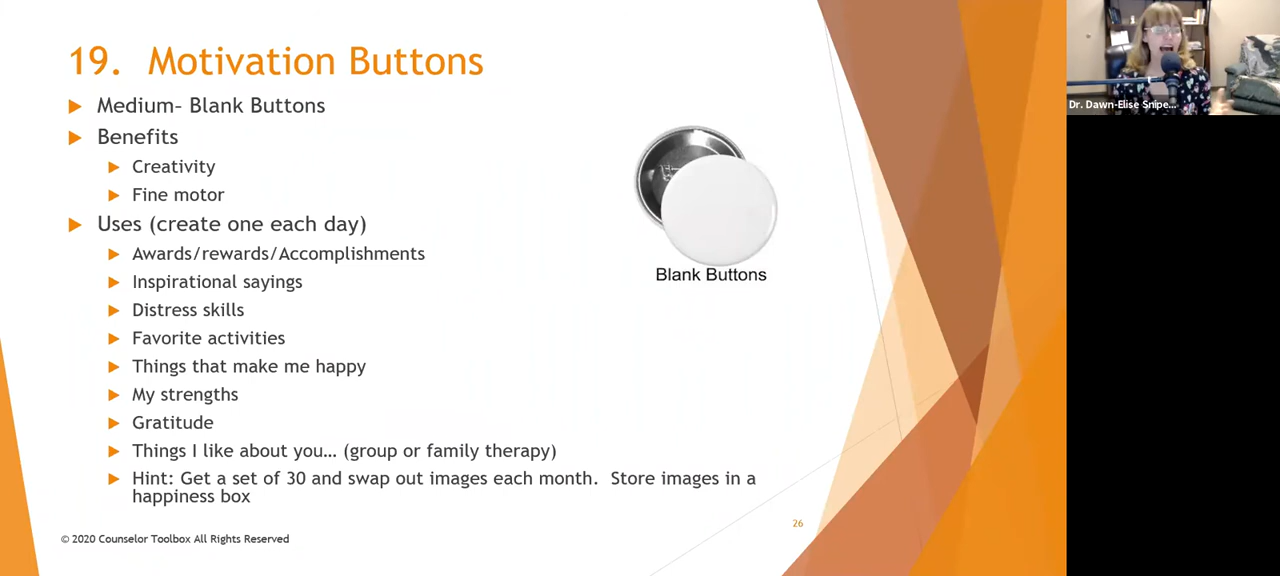 19. Motivation Buttons
Medium- Blank Buttons
Benefits
Creativity
Fine motor
Uses (create one each day)
Awards/rewards/Accomplishments
Inspirational sayings
Distress skills
Favorite activities
Things that make me happy
My strengths
Gratitude
Things I like about you… (group or family therapy)
Hint: Get a set of 30 and swap out images each month. Store images in a
happiness box
Blank Buttons
26
© 2020 Counselor Toolbox All Rights Reserved
Dr. Dawn-Elise Snipe...